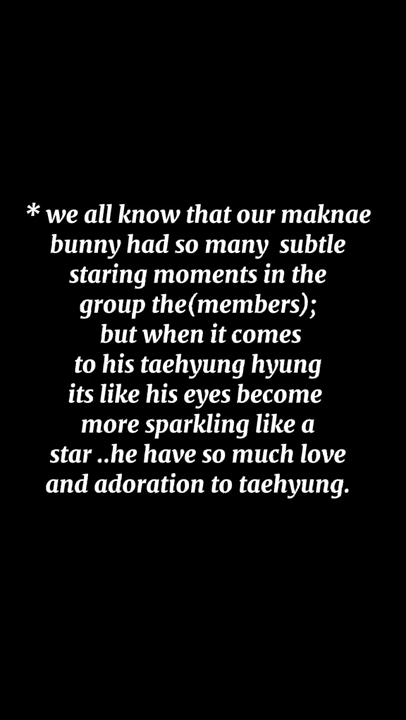 * we all know that our maknae
bunny had so many  subtle
staring moments in the
group the(members);
but when it comes
to his taehyung hyung
its like his eyes become
more sparkling like a
star ..he have so much love
and adoration to taehyung.